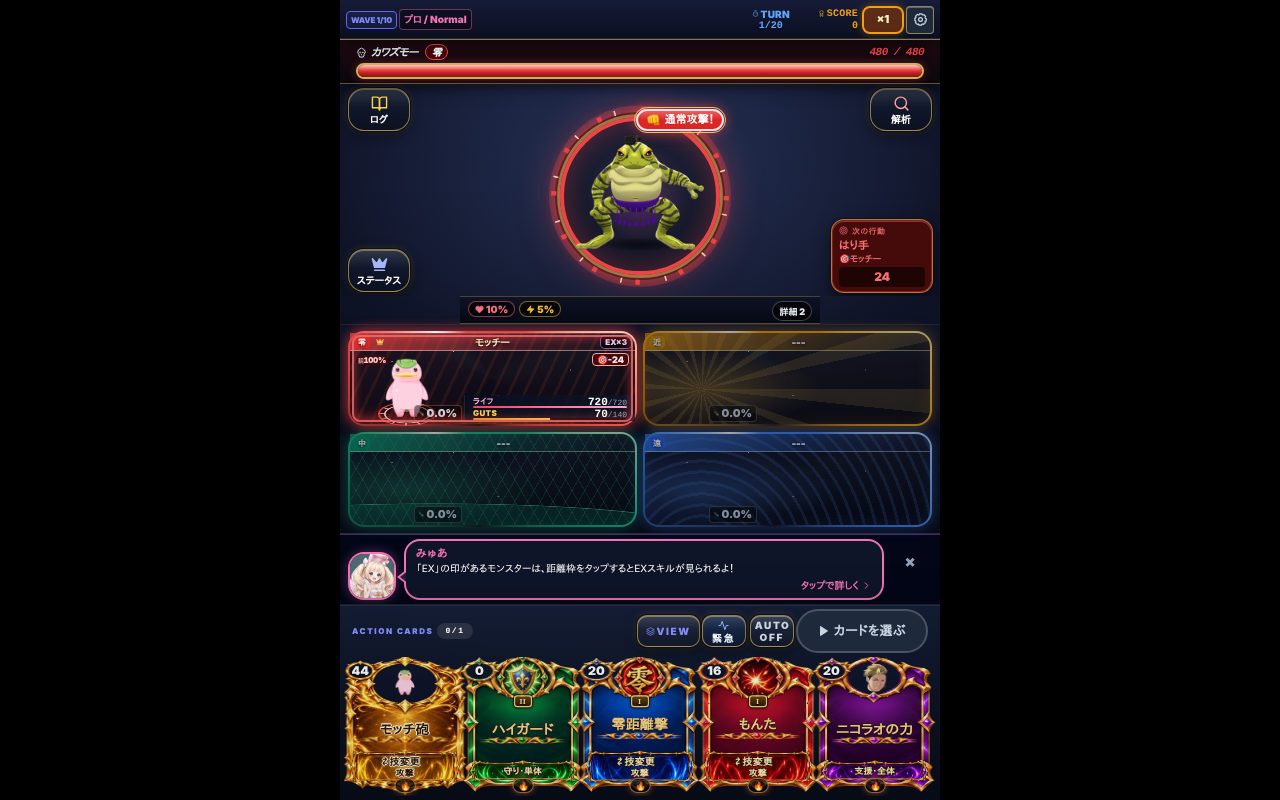 WAVE 1/10
プロ / Normal
TURN
1/20
SCORE
0
×1
カワズモー 零
480 / 480
ログ
通常攻撃!
解析
ステータス
次の行動
はり手
モッチー
24
10%
5%
詳細 2
零
モッチー
EX×3
100%
-24
0.0%
ライフ 720/720
GUTS 70/140
近
---
0.0%
中
---
0.0%
遠
---
0.0%
みゅあ
「EX」の印があるモンスターは、距離枠をタップするとEXスキルが見られるよ!
タップで詳しく
ACTION CARDS 0/1
VIEW
緊急
AUTO
OFF
カードを選ぶ
44
モッチ砲
技変更
攻撃
0
II
ハイガード
守り・単体
20
零
I
零距離撃
技変更
攻撃
16
I
もんた
技変更
攻撃
20
ニコラオの力
支援・全体